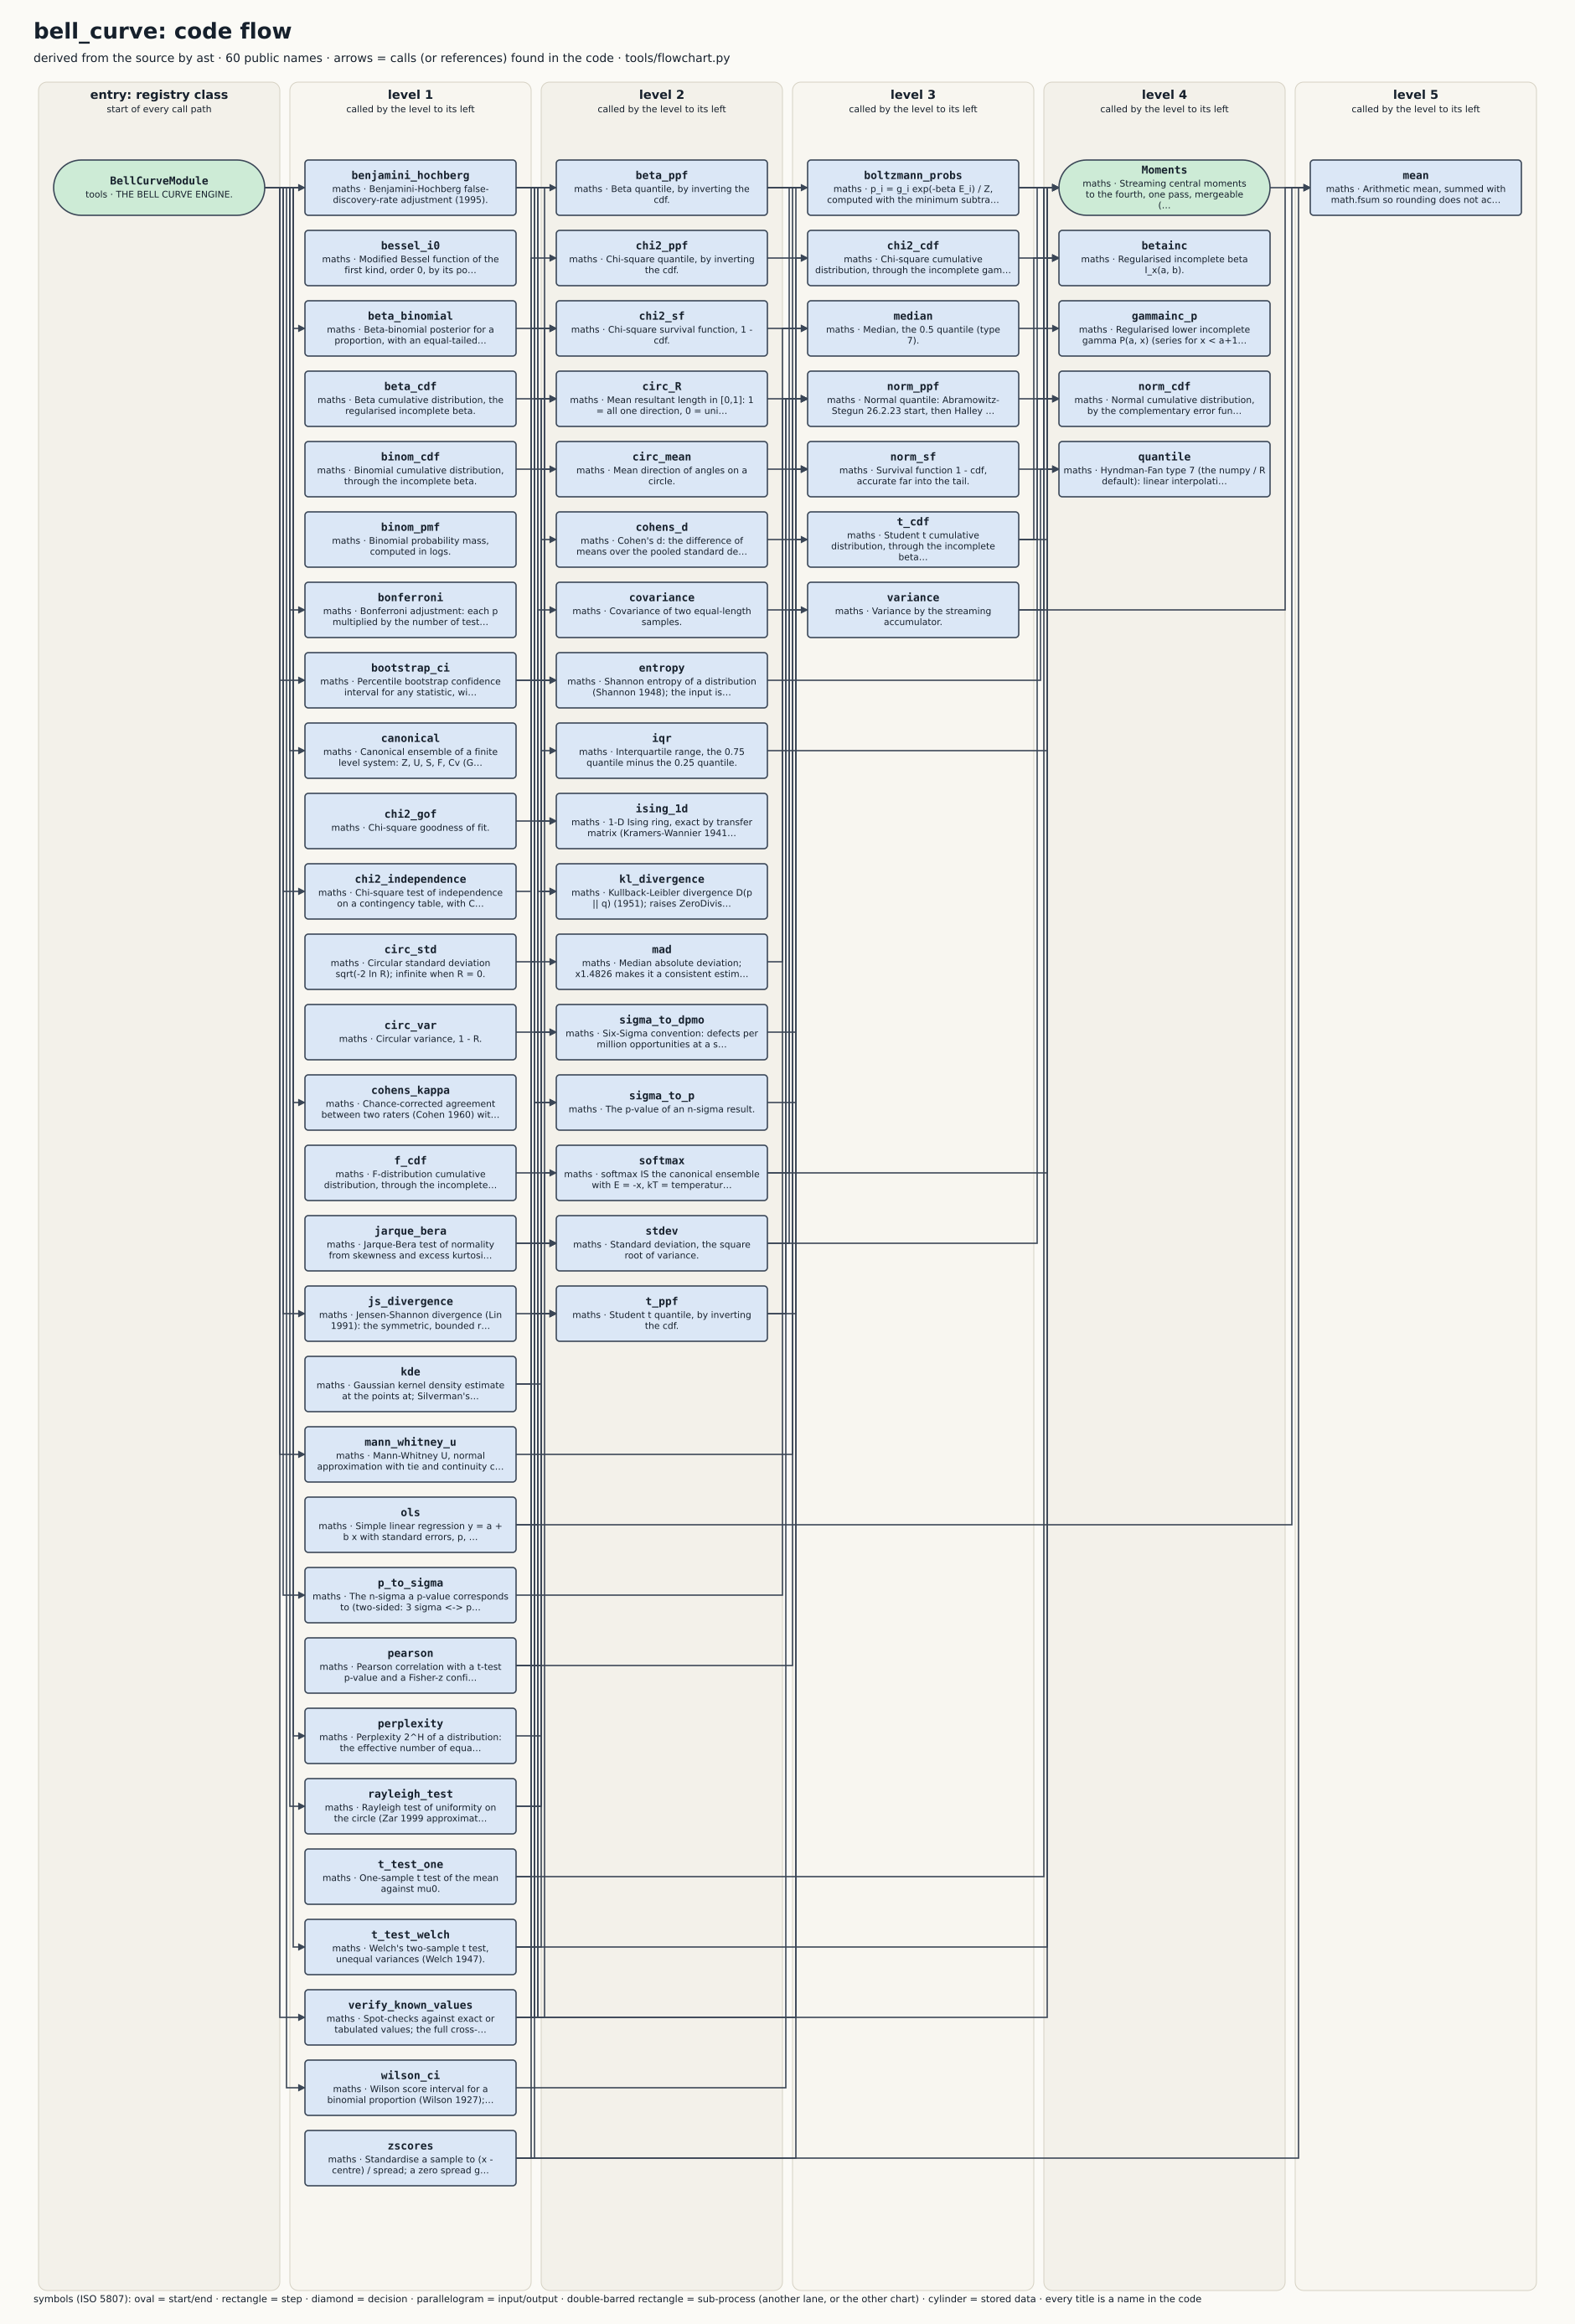 bell_curve: code flow
derived from the source by ast · 60 public names · arrows = calls (or references) found in the code · tools/flowchart.py
entry: registry class
start of every call path
BellCurveModule
tools · THE BELL CURVE ENGINE.
level 1
called by the level to its left
benjamini_hochberg
maths · Benjamini-Hochberg false-
discovery-rate adjustment (1995).
bessel_i0
maths · Modified Bessel function of the
first kind, order 0, by its po…
beta_binomial
maths · Beta-binomial posterior for a
proportion, with an equal-tailed…
beta_cdf
maths · Beta cumulative distribution, the
regularised incomplete beta.
binom_cdf
maths · Binomial cumulative distribution,
through the incomplete beta.
binom_pmf
maths · Binomial probability mass,
computed in logs.
bonferroni
maths · Bonferroni adjustment: each p
multiplied by the number of test…
bootstrap_ci
maths · Percentile bootstrap confidence
interval for any statistic, wi…
canonical
maths · Canonical ensemble of a finite
level system: Z, U, S, F, Cv (G…
chi2_gof
maths · Chi-square goodness of fit.
chi2_independence
maths · Chi-square test of independence
on a contingency table, with C…
circ_std
maths · Circular standard deviation
sqrt(-2 ln R); infinite when R = 0.
circ_var
maths · Circular variance, 1 - R.
cohens_kappa
maths · Chance-corrected agreement
between two raters (Cohen 1960) wit…
f_cdf
maths · F-distribution cumulative
distribution, through the incomplete…
jarque_bera
maths · Jarque-Bera test of normality
from skewness and excess kurtosi…
js_divergence
maths · Jensen-Shannon divergence (Lin
1991): the symmetric, bounded r…
kde
maths · Gaussian kernel density estimate
at the points at; Silverman's…
mann_whitney_u
maths · Mann-Whitney U, normal
approximation with tie and continuity c…
ols
maths · Simple linear regression y = a +
b x with standard errors, p, …
p_to_sigma
maths · The n-sigma a p-value corresponds
to (two-sided: 3 sigma <-> p…
pearson
maths · Pearson correlation with a t-test
p-value and a Fisher-z confi…
perplexity
maths · Perplexity 2^H of a distribution:
the effective number of equa…
rayleigh_test
maths · Rayleigh test of uniformity on
the circle (Zar 1999 approximat…
t_test_one
maths · One-sample t test of the mean
against mu0.
t_test_welch
maths · Welch's two-sample t test,
unequal variances (Welch 1947).
verify_known_values
maths · Spot-checks against exact or
tabulated values; the full cross-…
wilson_ci
maths · Wilson score interval for a
binomial proportion (Wilson 1927);…
zscores
maths · Standardise a sample to (x -
centre) / spread; a zero spread g…
level 2
called by the level to its left
beta_ppf
maths · Beta quantile, by inverting the
cdf.
chi2_ppf
maths · Chi-square quantile, by inverting
the cdf.
chi2_sf
maths · Chi-square survival function, 1 -
cdf.
circ_R
maths · Mean resultant length in [0,1]: 1
= all one direction, 0 = uni…
circ_mean
maths · Mean direction of angles on a
circle.
cohens_d
maths · Cohen's d: the difference of
means over the pooled standard de…
covariance
maths · Covariance of two equal-length
samples.
entropy
maths · Shannon entropy of a distribution
(Shannon 1948); the input is…
iqr
maths · Interquartile range, the 0.75
quantile minus the 0.25 quantile.
ising_1d
maths · 1-D Ising ring, exact by transfer
matrix (Kramers-Wannier 1941…
kl_divergence
maths · Kullback-Leibler divergence D(p
|| q) (1951); raises ZeroDivis…
mad
maths · Median absolute deviation;
x1.4826 makes it a consistent estim…
sigma_to_dpmo
maths · Six-Sigma convention: defects per
million opportunities at a s…
sigma_to_p
maths · The p-value of an n-sigma result.
softmax
maths · softmax IS the canonical ensemble
with E = -x, kT = temperatur…
stdev
maths · Standard deviation, the square
root of variance.
t_ppf
maths · Student t quantile, by inverting
the cdf.
level 3
called by the level to its left
boltzmann_probs
maths · p_i = g_i exp(-beta E_i) / Z,
computed with the minimum subtra…
chi2_cdf
maths · Chi-square cumulative
distribution, through the incomplete gam…
median
maths · Median, the 0.5 quantile (type
7).
norm_ppf
maths · Normal quantile: Abramowitz-
Stegun 26.2.23 start, then Halley …
norm_sf
maths · Survival function 1 - cdf,
accurate far into the tail.
t_cdf
maths · Student t cumulative
distribution, through the incomplete
beta…
variance
maths · Variance by the streaming
accumulator.
level 4
called by the level to its left
Moments
maths · Streaming central moments
to the fourth, one pass, mergeable
(…
betainc
maths · Regularised incomplete beta
I_x(a, b).
gammainc_p
maths · Regularised lower incomplete
gamma P(a, x) (series for x < a+1…
norm_cdf
maths · Normal cumulative distribution,
by the complementary error fun…
quantile
maths · Hyndman-Fan type 7 (the numpy / R
default): linear interpolati…
level 5
called by the level to its left
mean
maths · Arithmetic mean, summed with
math.fsum so rounding does not ac…
symbols (ISO 5807): oval = start/end · rectangle = step · diamond = decision · parallelogram = input/output · double-barred rectangle = sub-process (another lane, or the other chart) · cylinder = stored data · every title is a name in the code